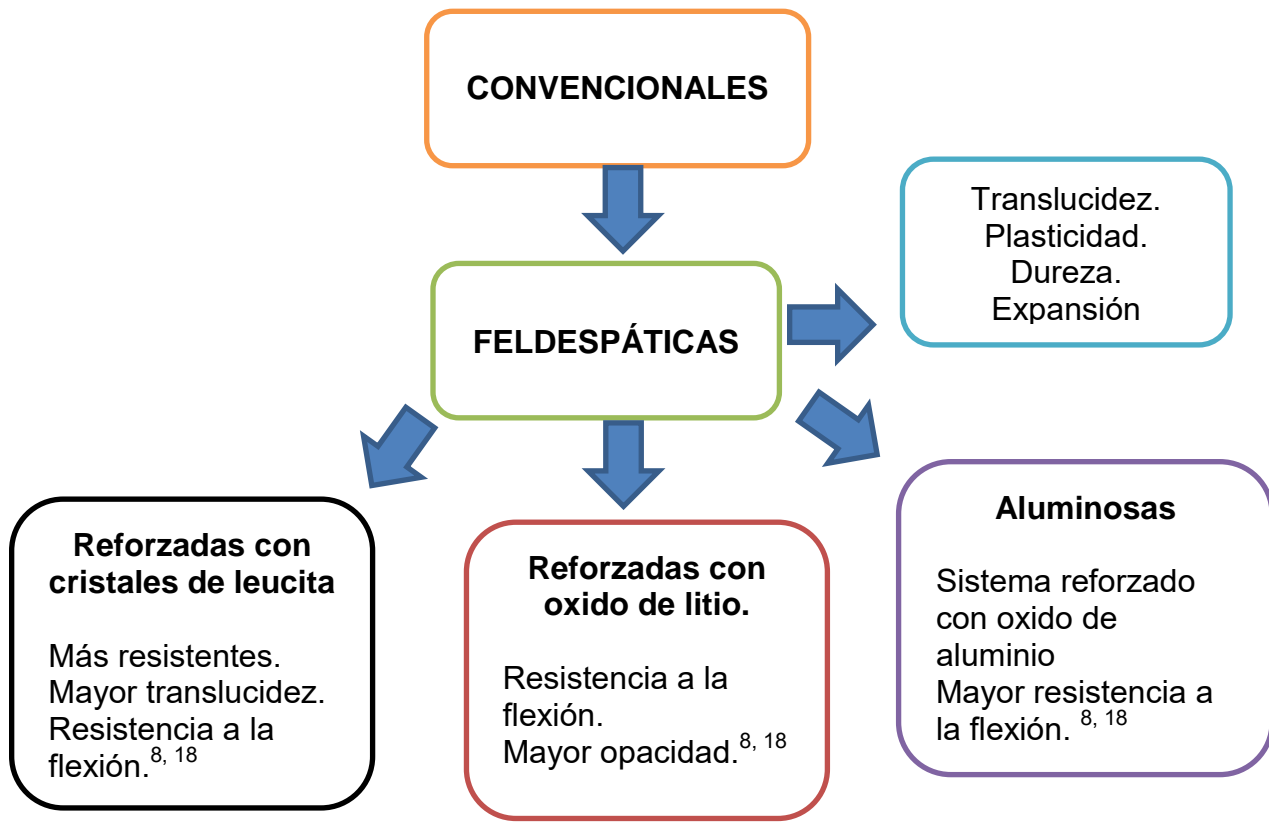 CONVENCIONALES
Translucidez.
Plasticidad.
Dureza.
Expansión
FELDESPÁTICAS
Reforzadas con
cristales de leucita
Más resistentes.
Mayor translucidez.
Resistencia a la
flexión.8, 18
Reforzadas con
oxido de litio.
Resistencia a la
flexión.
Mayor opacidad.8, 18
Aluminosas
Sistema reforzado
con oxido de
aluminio
Mayor resistencia a
la flexión. 8, 18